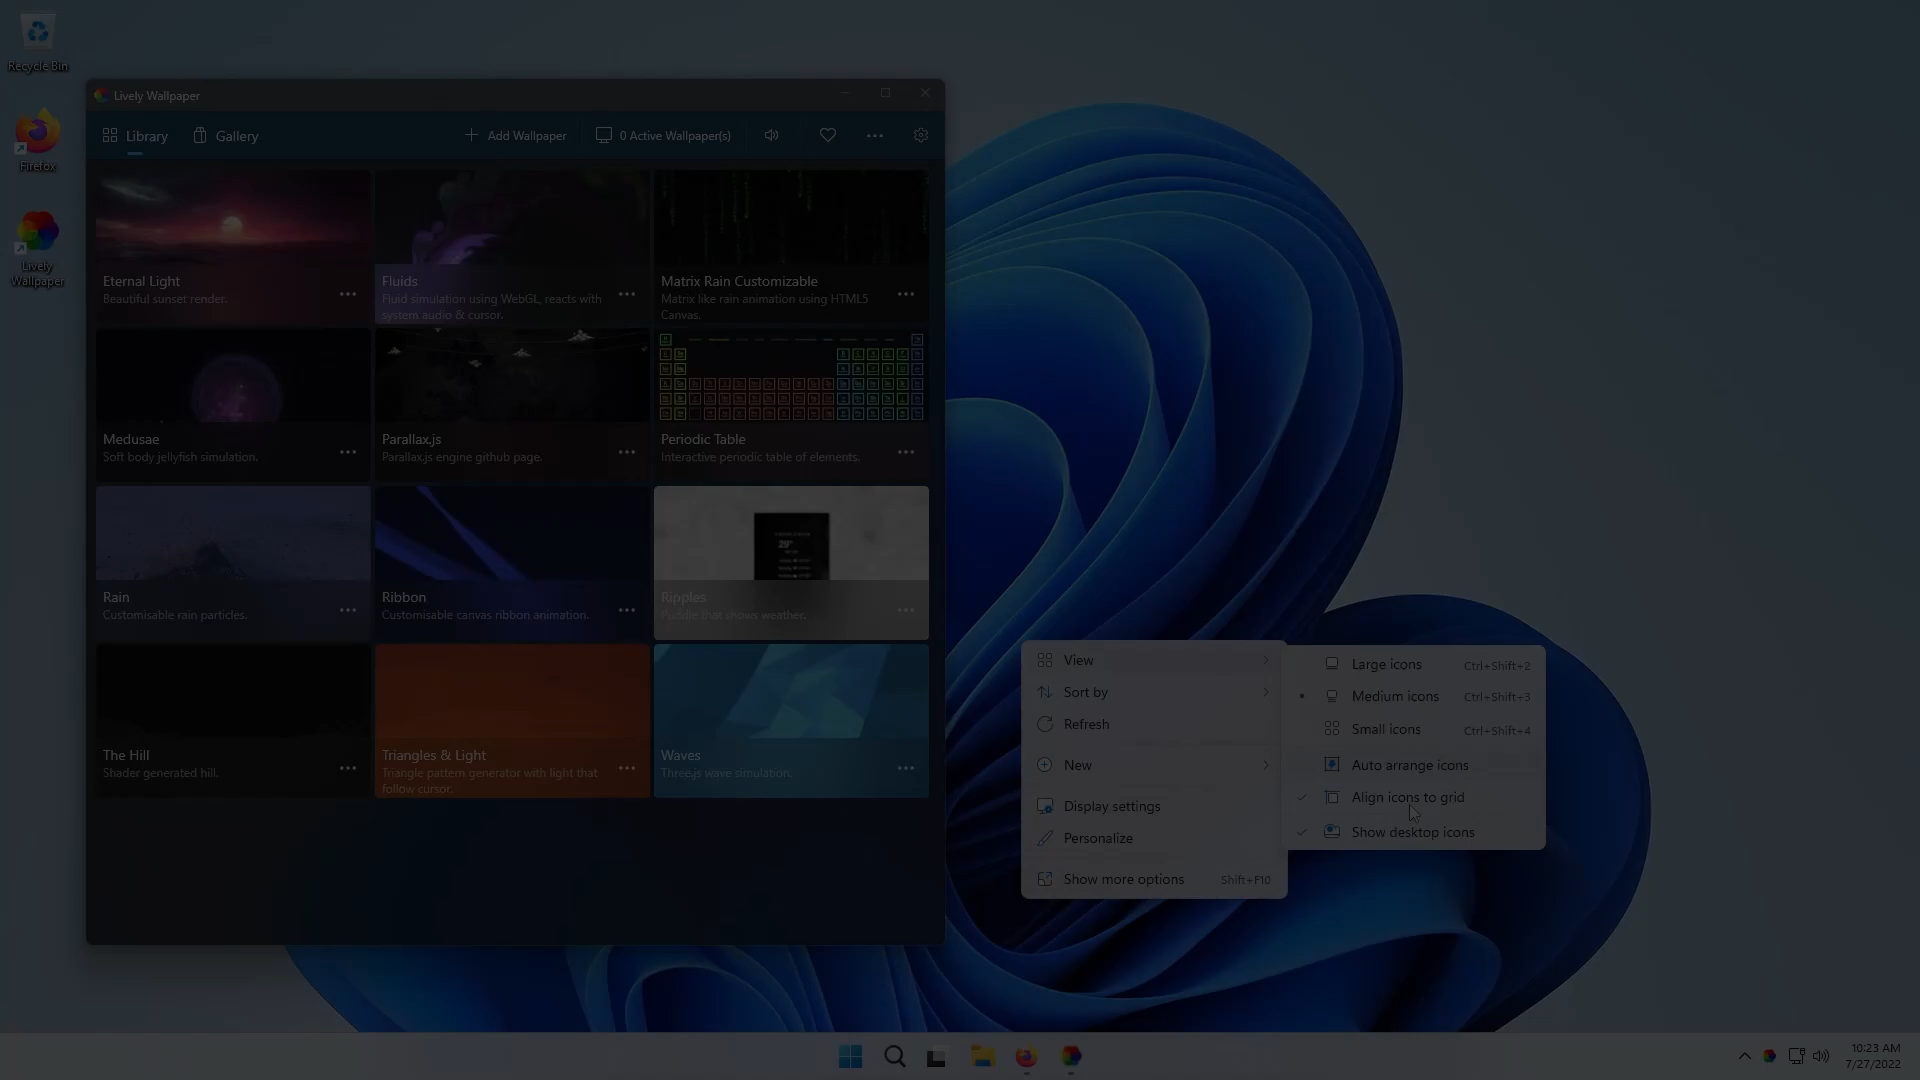 Recycle Bin
Firefox
Lively
Wallpaper
Lively Wallpaper
Library
Gallery
Add Wallpaper
0 Active Wallpaper(s)
Eternal Light
Beautiful sunset render.
Fluids
Fluid simulation using WebGL, reacts with
system audio & cursor.
Matrix Rain Customizable
Matrix like rain animation using HTML5
Canvas.
Medusae
Soft body jellyfish simulation.
Parallax.js
Parallax.js engine github page.
Periodic Table
Interactive periodic table of elements.
Rain
Customisable rain particles.
Ribbon
Customisable canvas ribbon animation.
29°
Ripples
Puddle that shows weather.
The Hill
Shader generated hill.
Triangles & Light
Triangle pattern generator with light that
follow cursor.
Waves
Three.js wave simulation.
View
Sort by
Refresh
New
Display settings
Personalize
Show more options Shift+F10
Large icons Ctrl+Shift+2
Medium icons Ctrl+Shift+3
Small icons Ctrl+Shift+4
Auto arrange icons
Align icons to grid
Show desktop icons
10:23 AM
7/27/2022